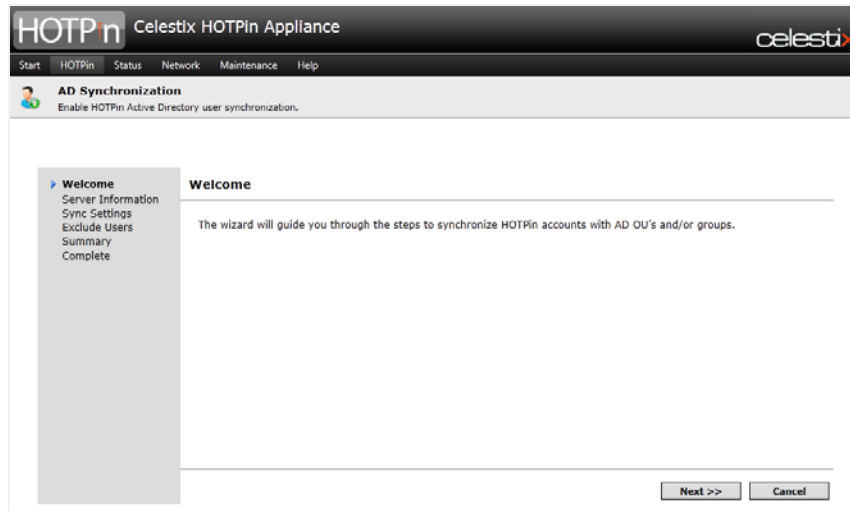 HOTPin Celestix HOTPin Appliance
celestix
Start HOTPin Status Network Maintenance Help
AD Synchronization
Enable HOTPin Active Directory user synchronization.
Welcome
Server Information
Sync Settings
Exclude Users
Summary
Complete
Welcome
The wizard will guide you through the steps to synchronize HOTPin accounts with AD OU's and/or groups.
Next >> Cancel